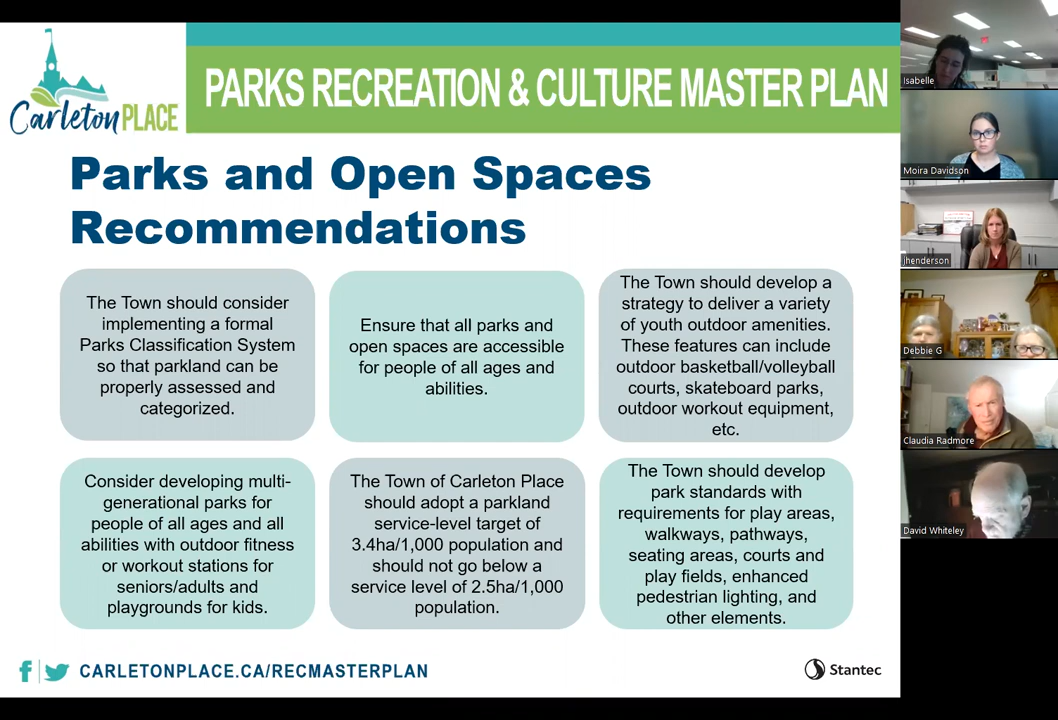 Carleton PLACE
PARKS RECREATION & CULTURE MASTER PLAN
Parks and Open Spaces
Recommendations
The Town should consider
implementing a formal
Parks Classification System
so that parkland can be
properly assessed and
categorized.
Ensure that all parks and
open spaces are accessible
for people of all ages and
abilities.
The Town should develop a
strategy to deliver a variety
of youth outdoor amenities.
These features can include
outdoor basketball/volleyball
courts, skateboard parks,
outdoor workout equipment,
etc.
Consider developing multi-
generational parks for
people of all ages and all
abilities with outdoor fitness
or workout stations for
seniors/adults and
playgrounds for kids.
The Town of Carleton Place
should adopt a parkland
service-level target of
3.4ha/1,000 population and
should not go below a
service level of 2.5ha/1,000
population.
The Town should develop
park standards with
requirements for play areas,
walkways, pathways,
seating areas, courts and
play fields, enhanced
pedestrian lighting, and
other elements.
CARLETONPLACE.CA/RECMASTERPLAN
Stantec
Isabelle
Moira Davidson
jhenderson
Debbie G
Claudia Radmore
David Whiteley